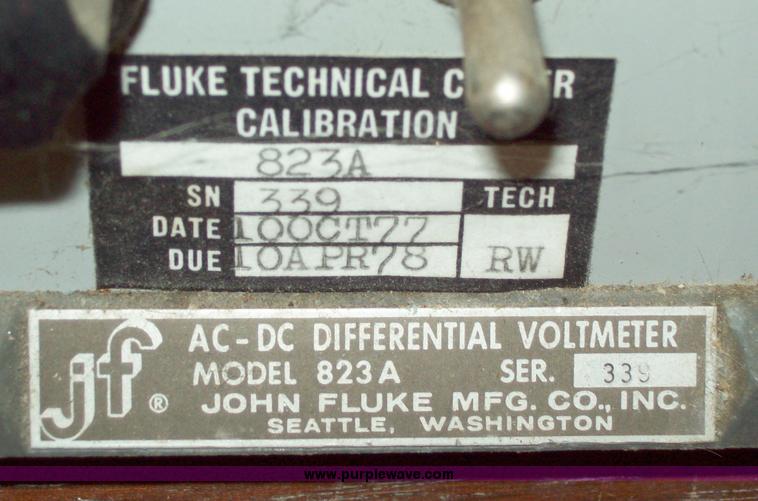 FLUKE TECHNICAL
CALIBRATION
823A
SN 339 TECH
DATE 10OCT77
DUE 10APR78 RW
jf ® AC-DC DIFFERENTIAL VOLTMETER
MODEL 823A SER. 339
JOHN FLUKE MFG. CO., INC.
SEATTLE, WASHINGTON
www.purplewave.com